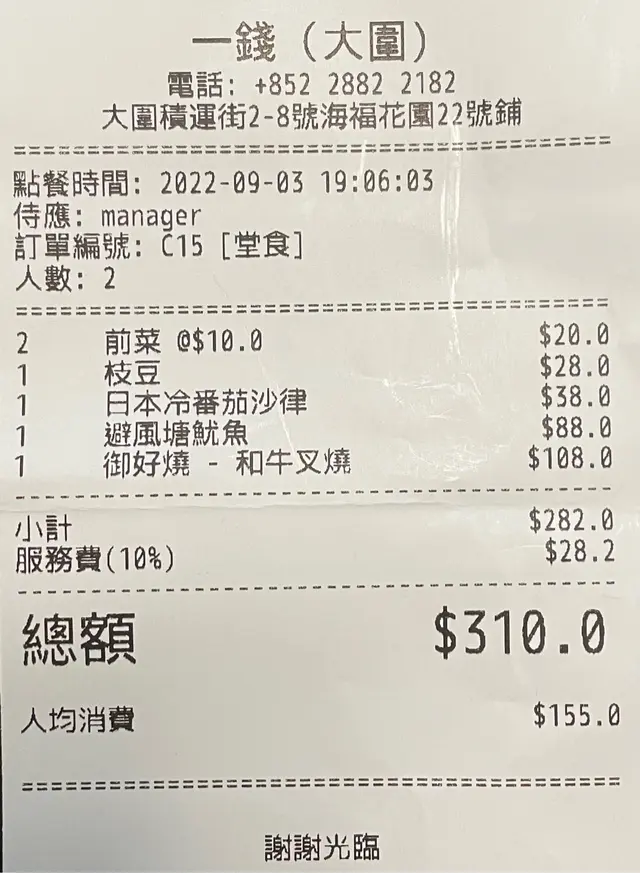 一錢（大圍）
電話: +852 2882 2182
大圍積運街2-8號海福花園22號鋪
點餐時間: 2022-09-03 19:06:03
侍應: manager
訂單編號: C15 [堂食]
人數: 2
2 前菜 @$10.0 $20.0
1 枝豆 $28.0
1 日本冷番茄沙律 $38.0
1 避風塘魷魚 $88.0
1 御好燒 - 和牛叉燒 $108.0
小計 $282.0
服務費(10%) $28.2
總額 $310.0
人均消費 $155.0
謝謝光臨